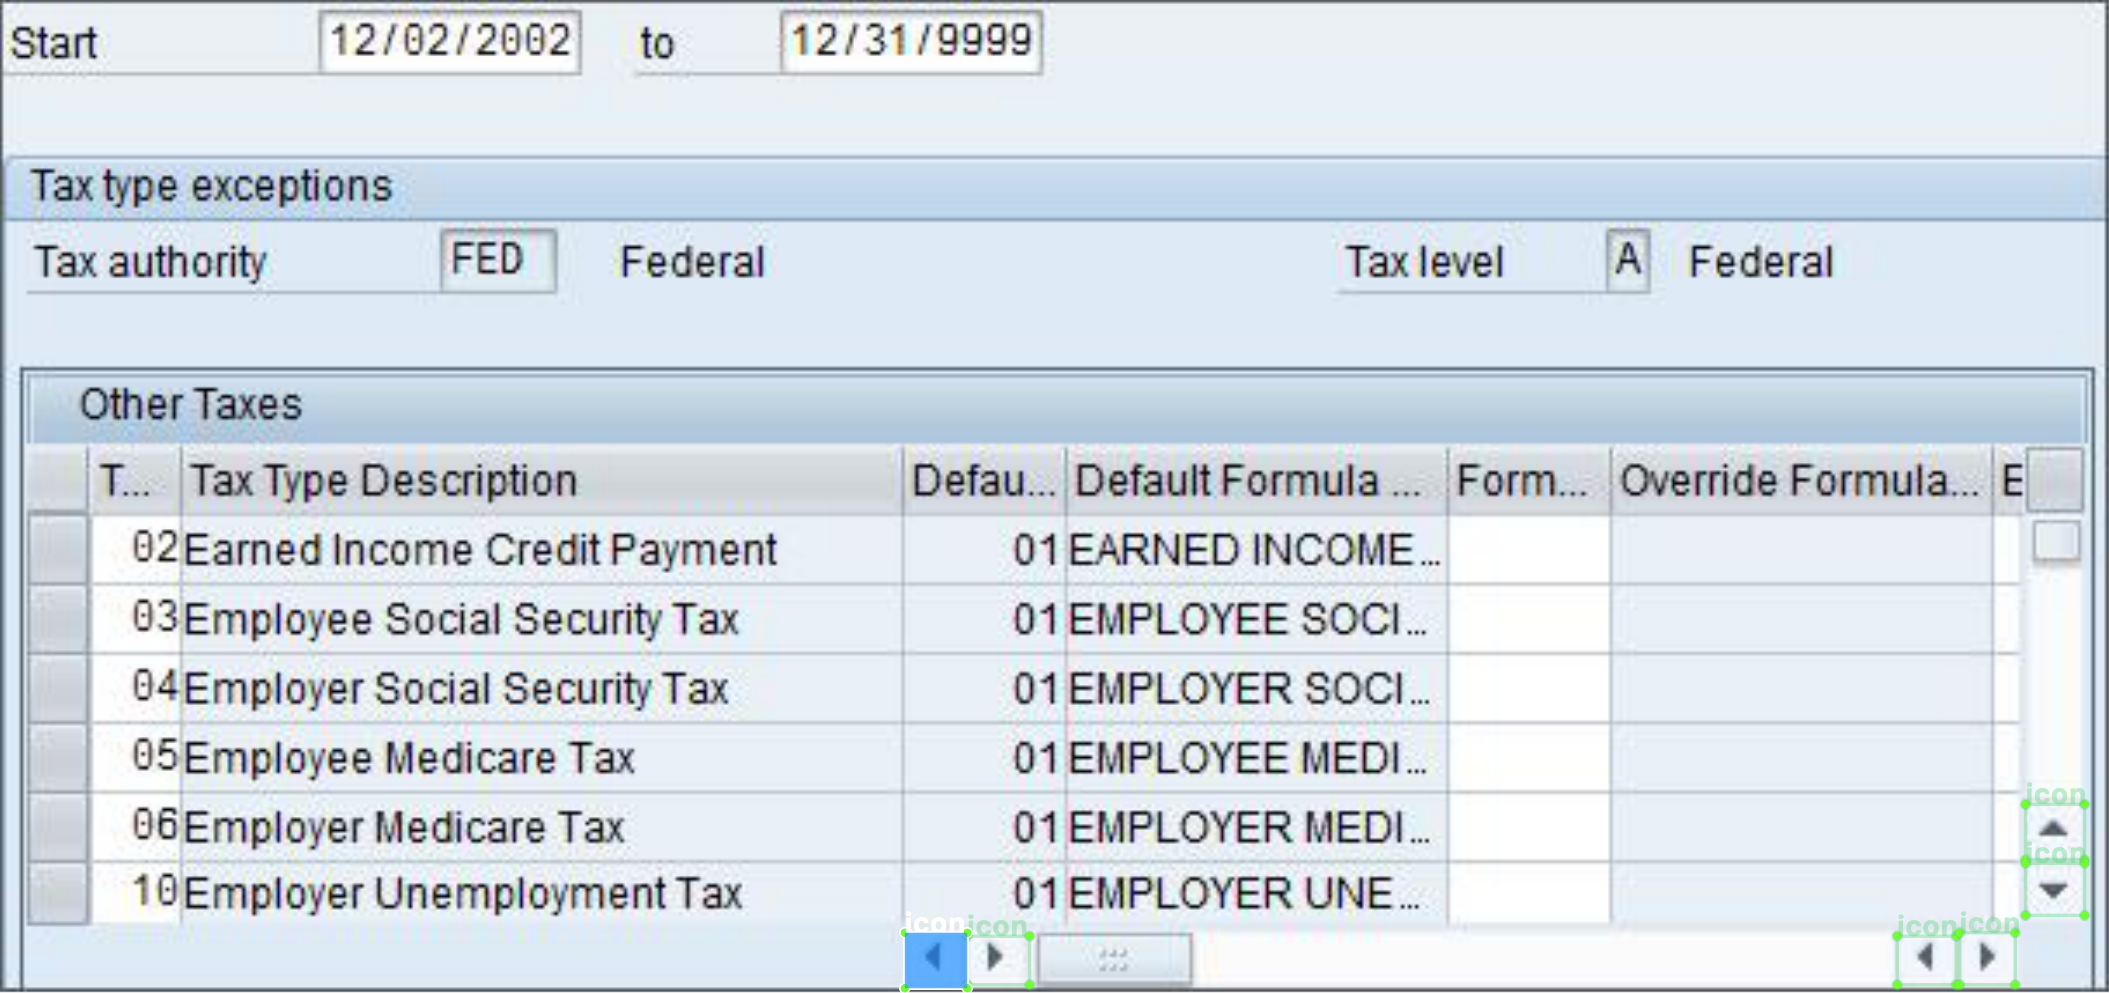 Start 12/02/2002 to 12/31/9999
Tax type exceptions
Tax authority FED Federal Tax level A Federal
Other Taxes
T... Tax Type Description Defau... Default Formula ... Form... Override Formula... E
02 Earned Income Credit Payment 01 EARNED INCOME...
03 Employee Social Security Tax 01 EMPLOYEE SOCI...
04 Employer Social Security Tax 01 EMPLOYER SOCI...
05 Employee Medicare Tax 01 EMPLOYEE MEDI...
icon
06 Employer Medicare Tax 01 EMPLOYER MEDI...
icon
10 Employer Unemployment Tax 01 EMPLOYER UNE...
icon icon icon icon